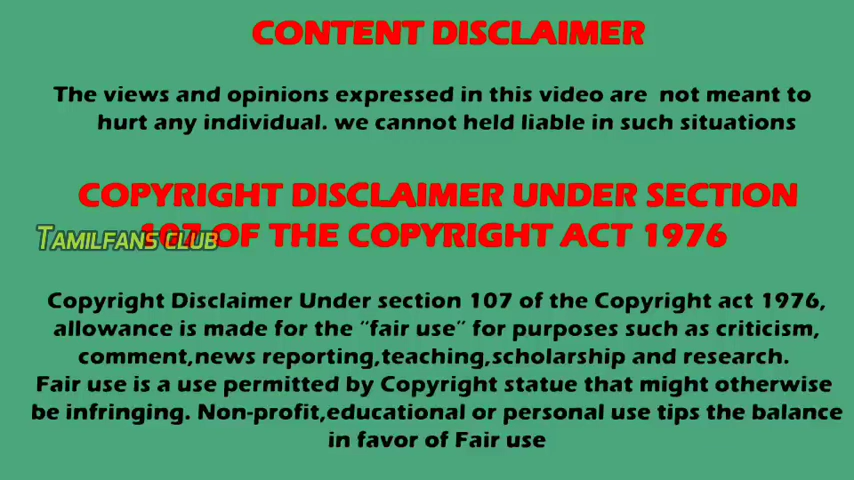 CONTENT DISCLAIMER
The views and opinions expressed in this video are not meant to
hurt any individual. we cannot held liable in such situations
COPYRIGHT DISCLAIMER UNDER SECTION
107 OF THE COPYRIGHT ACT 1976
TAMILFANS CLUB
Copyright Disclaimer Under section 107 of the Copyright act 1976,
allowance is made for the “fair use” for purposes such as criticism,
comment,news reporting,teaching,scholarship and research.
Fair use is a use permitted by Copyright statue that might otherwise
be infringing. Non-profit,educational or personal use tips the balance
in favor of Fair use